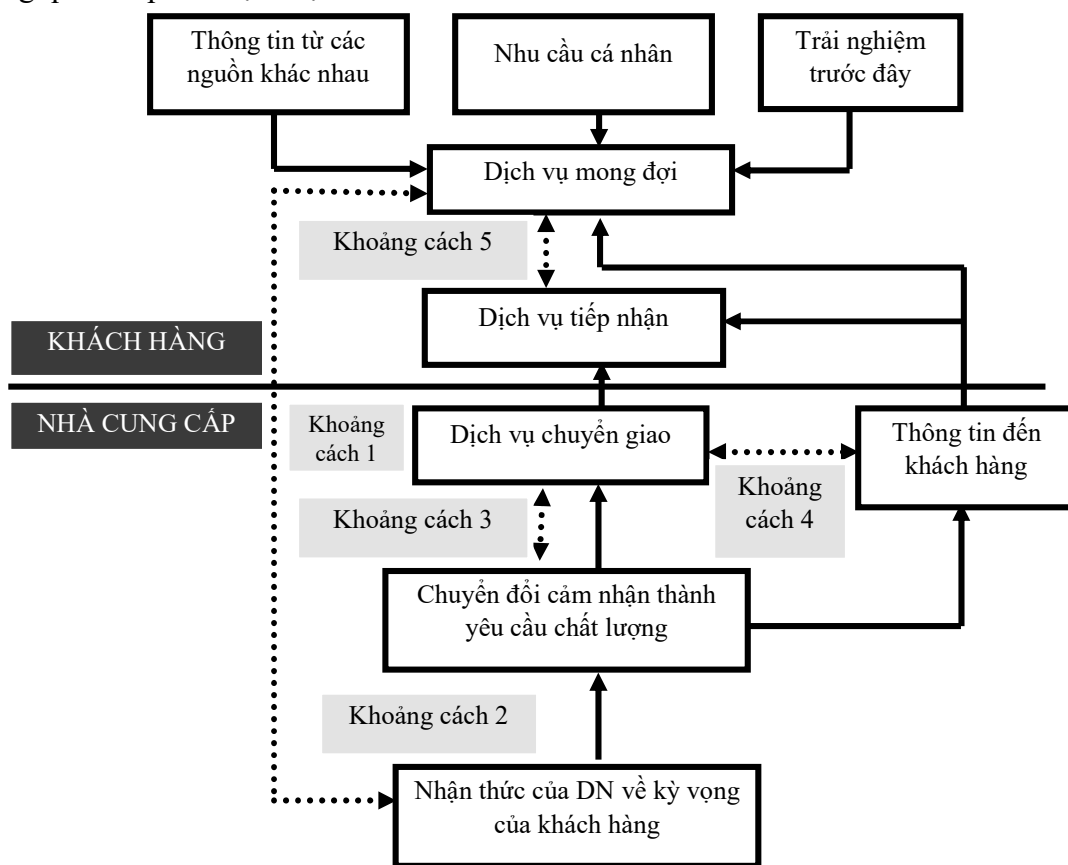 Thông tin từ các
nguồn khác nhau
Nhu cầu cá nhân
Trải nghiệm
trước đây
Dịch vụ mong đợi
Khoảng cách 5
Dịch vụ tiếp nhận
KHÁCH HÀNG
NHÀ CUNG CẤP
Khoảng
cách 1
Dịch vụ chuyển giao
Thông tin đến
khách hàng
Khoảng cách 3
Khoảng
cách 4
Chuyển đổi cảm nhận thành
yêu cầu chất lượng
Khoảng cách 2
Nhận thức của DN về kỳ vọng
của khách hàng